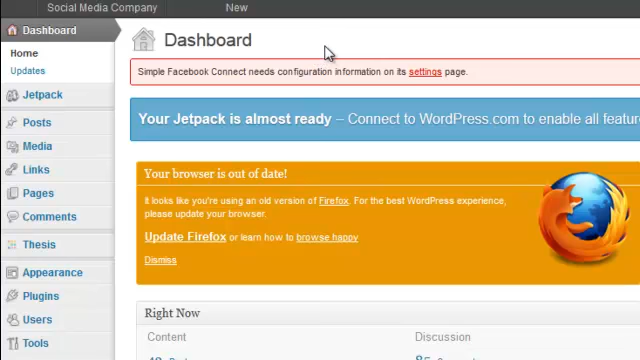 Social Media Company New
Dashboard
Home
Updates
Jetpack
Posts
Media
Links
Pages
Comments
Thesis
Appearance
Plugins
Users
Tools
Dashboard
Simple Facebook Connect needs configuration information on its settings page.
Your Jetpack is almost ready – Connect to WordPress.com to enable all feature
Your browser is out of date!
It looks like you're using an old version of Firefox. For the best WordPress experience,
please update your browser.
Update Firefox or learn how to browse happy
Dismiss
Right Now
Content Discussion